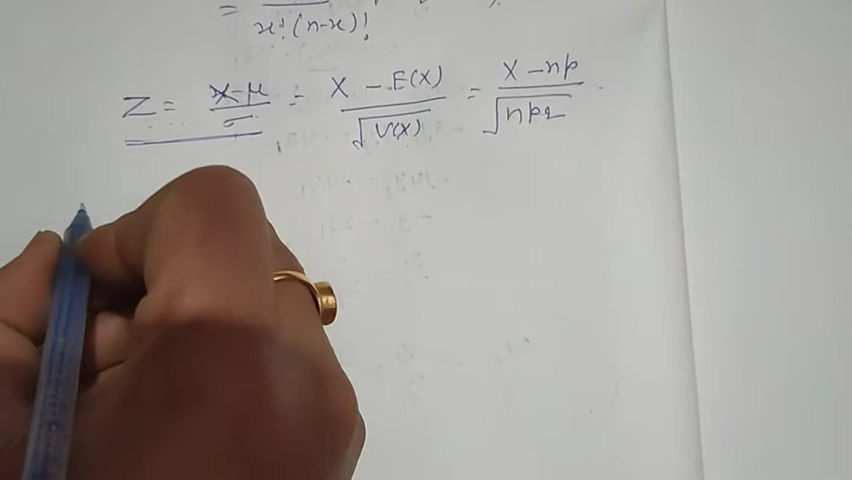 = x!(n-x)!
Z = X-μ/σ = X - E(X)/√V(X) = X - np/√npq